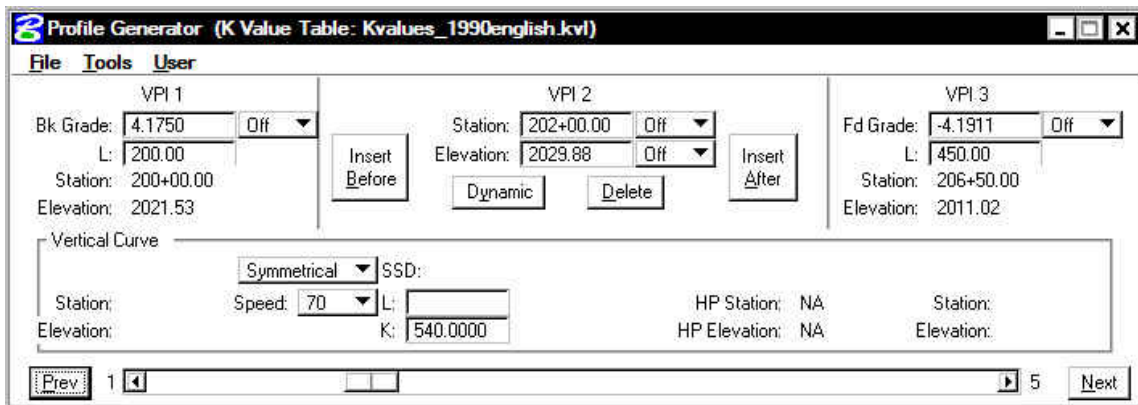 Profile Generator (K Value Table: Kvalues_1990english.kvl)
File Tools User
VPI 1 VPI 2 VPI 3
Bk Grade: 4.1750 Off Station: 202+00.00 Off Fd Grade: -4.1911 Off
L: 200.00 Insert Before Elevation: 2029.88 Off Insert After L: 450.00
Station: 200+00.00 Dynamic Delete Station: 206+50.00
Elevation: 2021.53 Elevation: 2011.02
Vertical Curve
Symmetrical SSD:
Station: Speed: 70 L: HP Station: NA Station:
Elevation: K: 540.0000 HP Elevation: NA Elevation:
Prev 1 5 Next